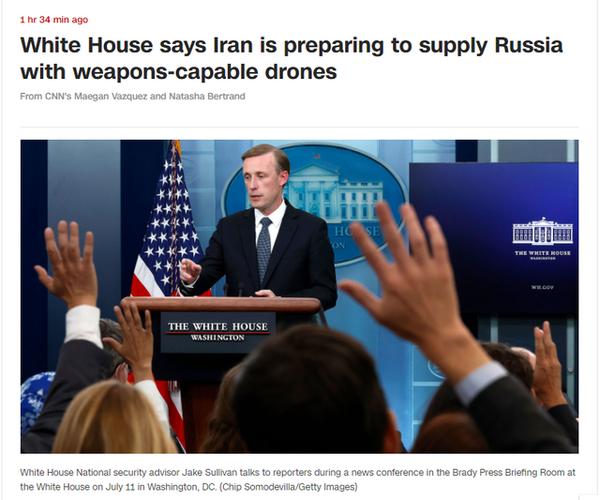 1 hr 34 min ago
White House says Iran is preparing to supply Russia
with weapons-capable drones
From CNN's Maegan Vazquez and Natasha Bertrand
THE WHITE HOUSE
WASHINGTON
THE WHITE HOUSE
WASHINGTON
WH.GOV
White House National security advisor Jake Sullivan talks to reporters during a news conference in the Brady Press Briefing Room at
the White House on July 11 in Washington, DC. (Chip Somodevilla/Getty Images)